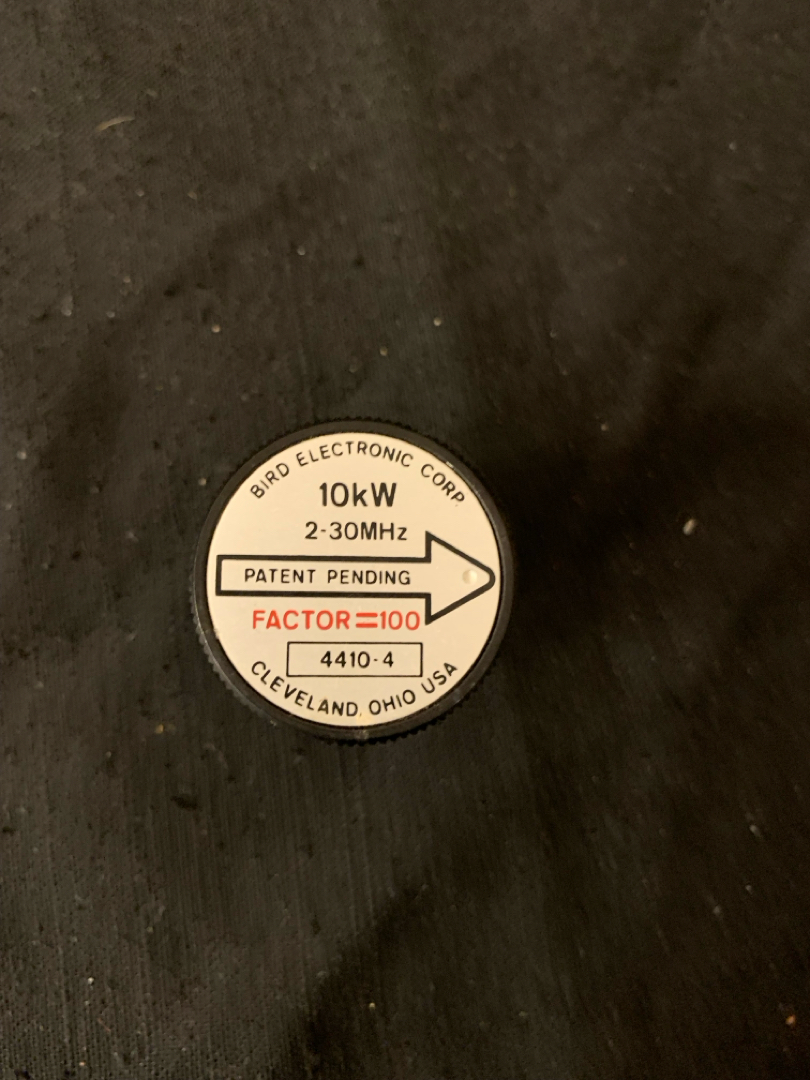 BIRD ELECTRONIC CORP.
10kW
2-30MHz
PATENT PENDING
FACTOR=100
4410-4
CLEVELAND, OHIO USA